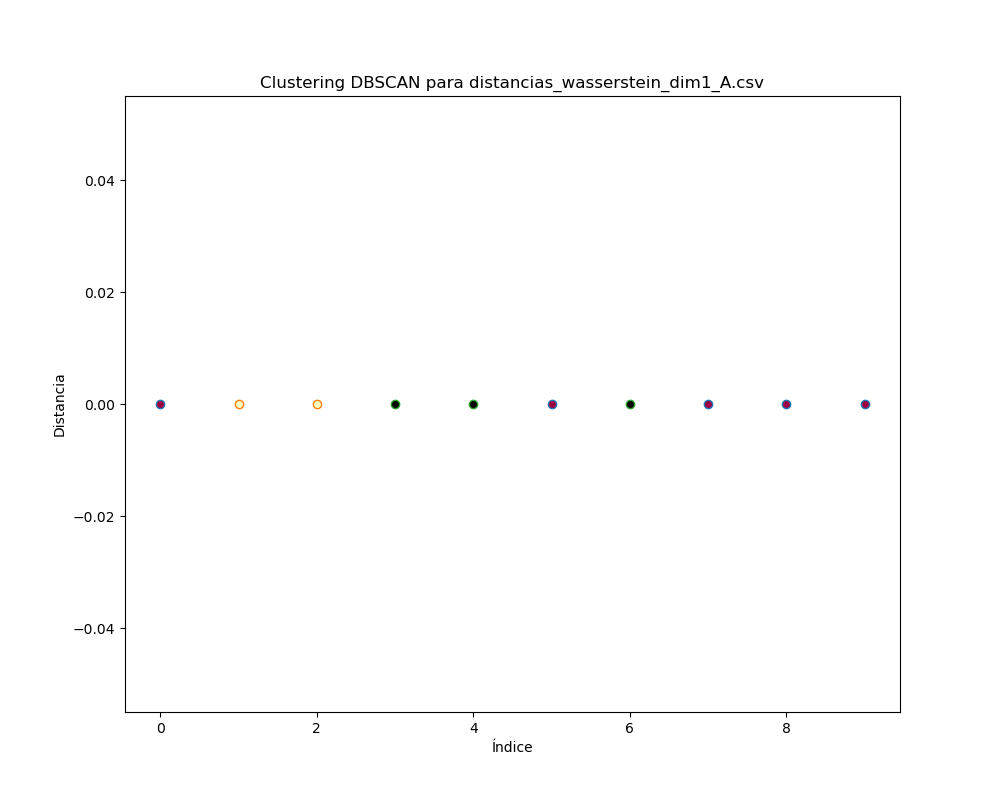 Clustering DBSCAN para distancias_wasserstein_dim1_A.csv
0.04
0.02
0.00
−0.02
−0.04
Distancia
0 2 4 6 8
Índice